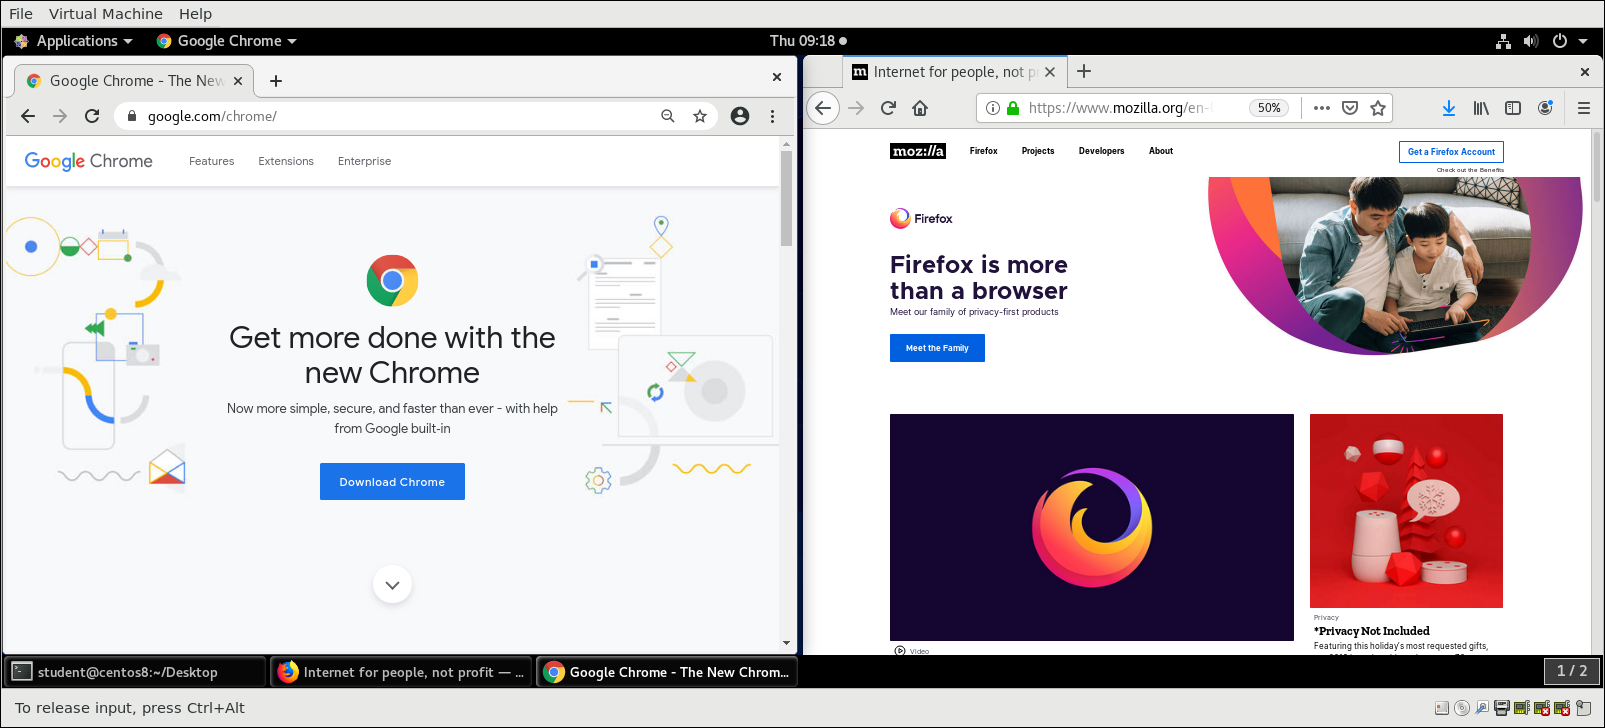 File Virtual Machine Help
Applications Google Chrome Thu 09:18
Google Chrome - The New
google.com/chrome/
Google Chrome Features Extensions Enterprise
Get more done with the
new Chrome
Now more simple, secure, and faster than ever - with help
from Google built-in
Download Chrome
m Internet for people, not p
https://www.mozilla.org/en- 50%
moz://a Firefox Projects Developers About Get a Firefox Account
Check out the Benefits
Firefox
Firefox is more
than a browser
Meet our family of privacy-first products
Meet the Family
Video
Privacy
*Privacy Not Included
Featuring this holiday's most requested gifts,
student@centos8:~/Desktop Internet for people, not profit — ... Google Chrome - The New Chrom... 1 / 2
To release input, press Ctrl+Alt